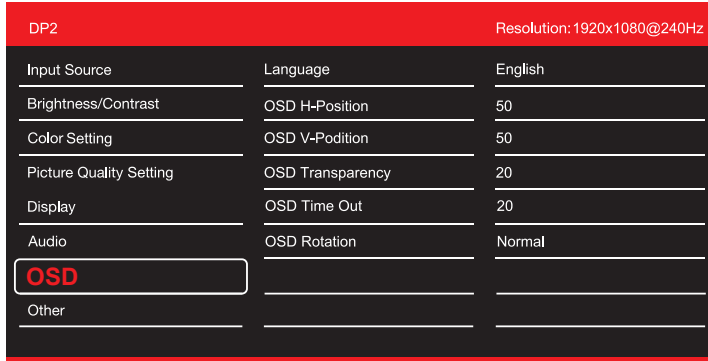 DP2 Resolution: 1920x1080@240Hz
Input Source Language English
Brightness/Contrast OSD H-Position 50
Color Setting OSD V-Podition 50
Picture Quality Setting OSD Transparency 20
Display OSD Time Out 20
Audio OSD Rotation Normal
OSD
Other